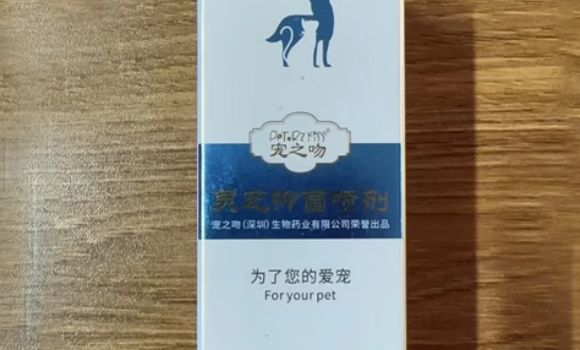 宠之吻
灵芝抑菌喷剂
宠之吻(深圳)生物药业有限公司荣誉出品
为了您的爱宠
For your pet